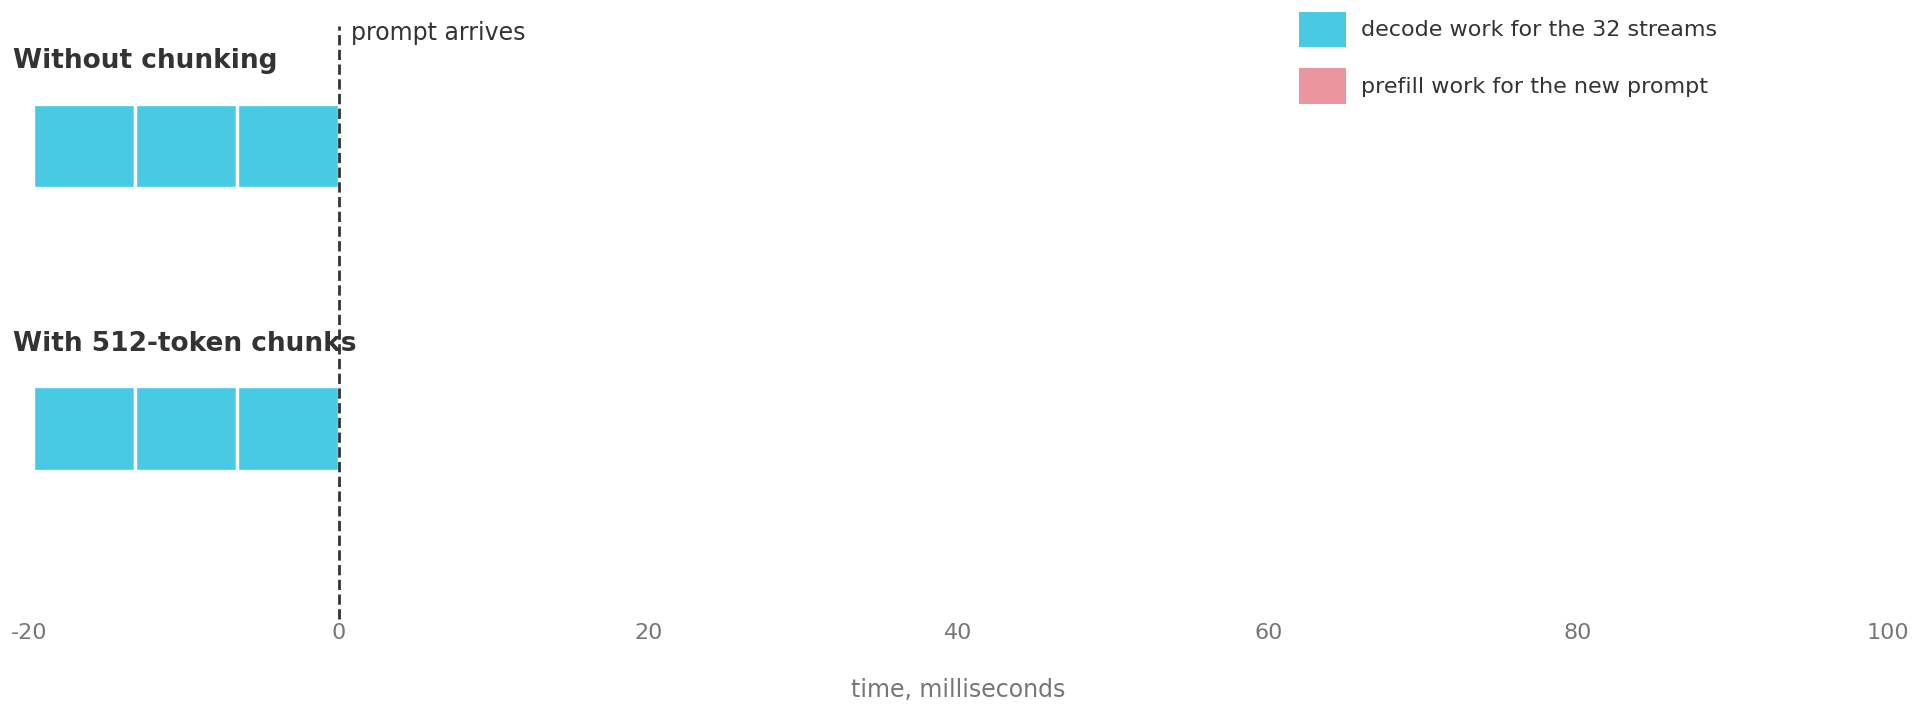 prompt arrives
decode work for the 32 streams
Without chunking
prefill work for the new prompt
With 512-token chunks
-20 0 20 40 60 80 100
time, milliseconds